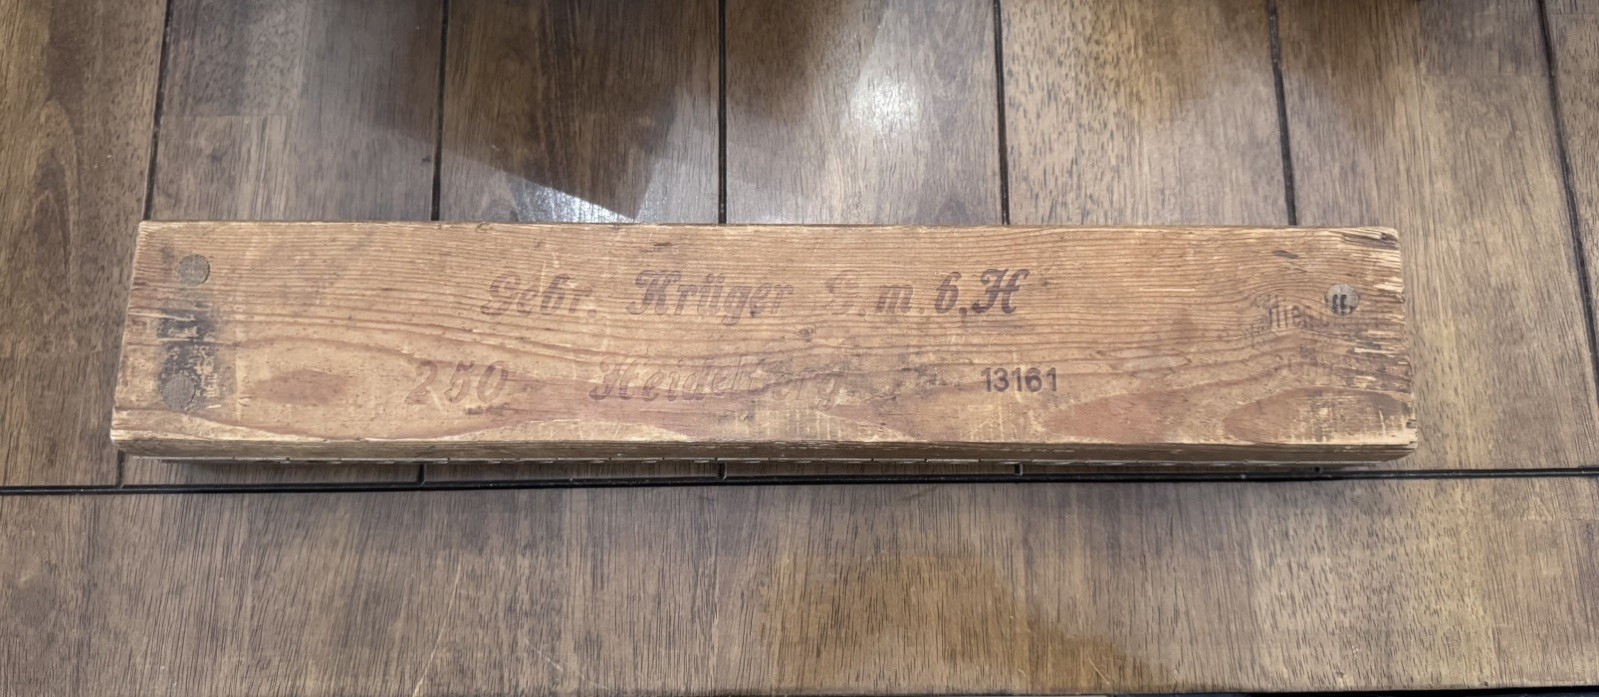 Gebr. Krüger G.m.b.H
250 Heidelberg 13161